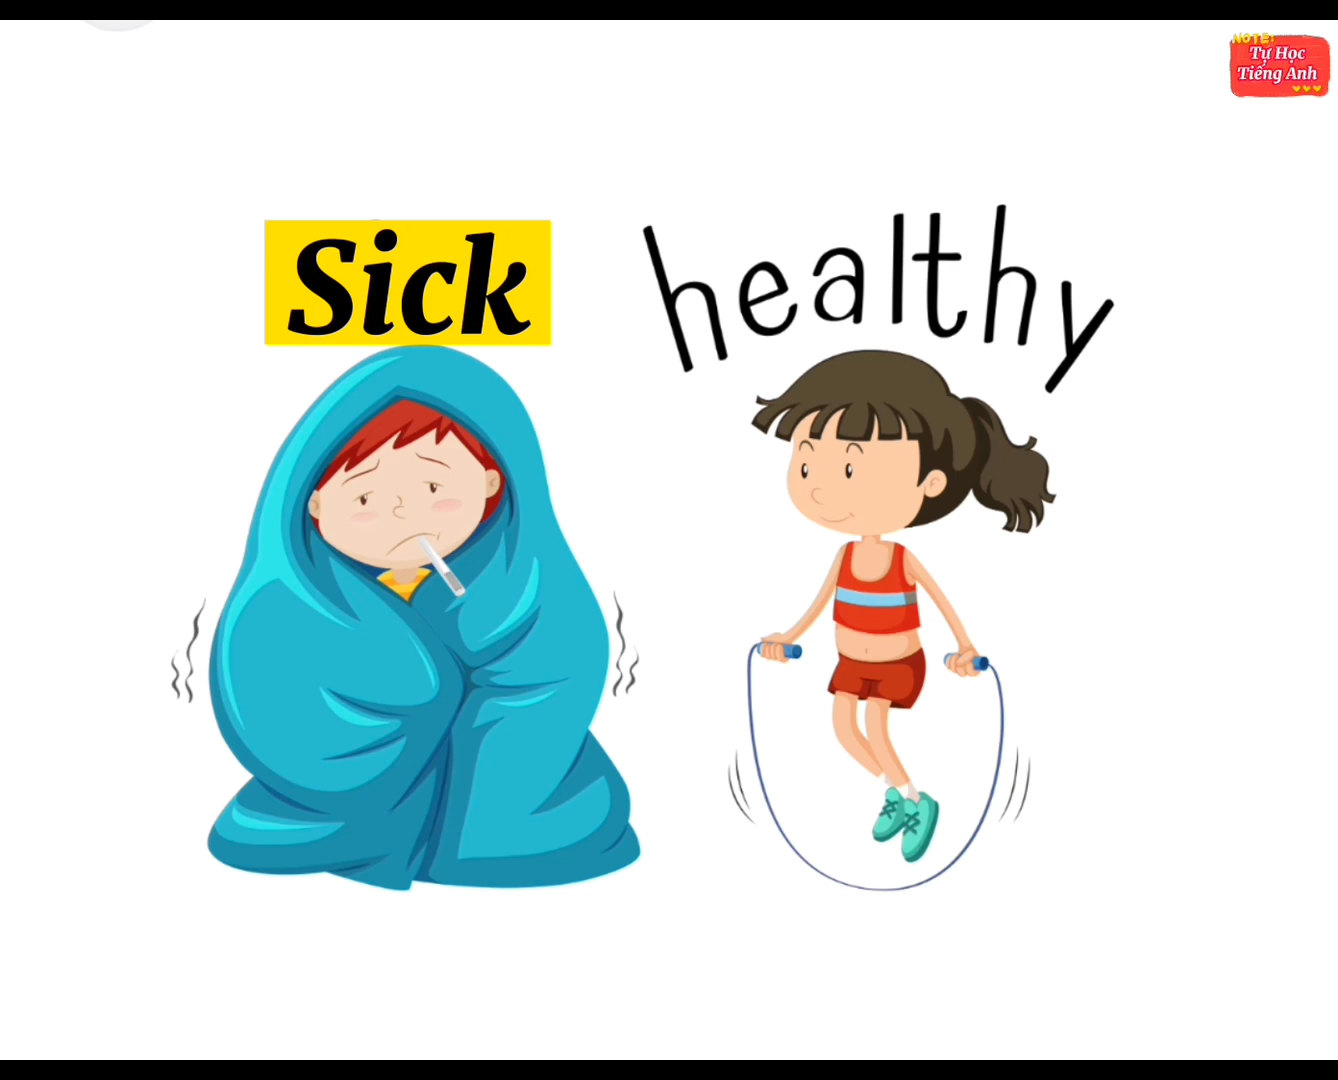 NOTE:
Tự Học
Tiếng Anh
Sick
healthy